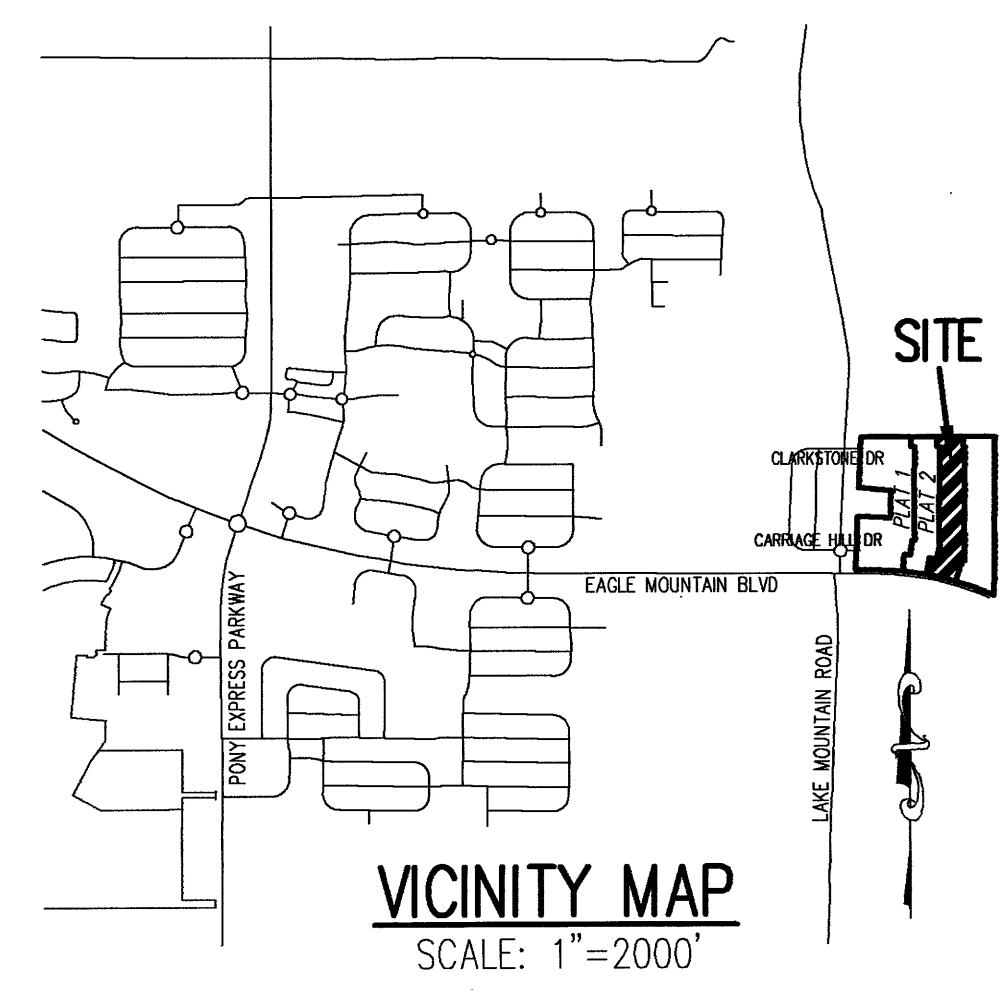 SITE
CLARKSTONE DR
PLAT 1
PLAT 2
CARRIAGE HILL DR
EAGLE MOUNTAIN BLVD
PONY EXPRESS PARKWAY
LAKE MOUNTAIN ROAD
VICINITY MAP
SCALE: 1"=2000'